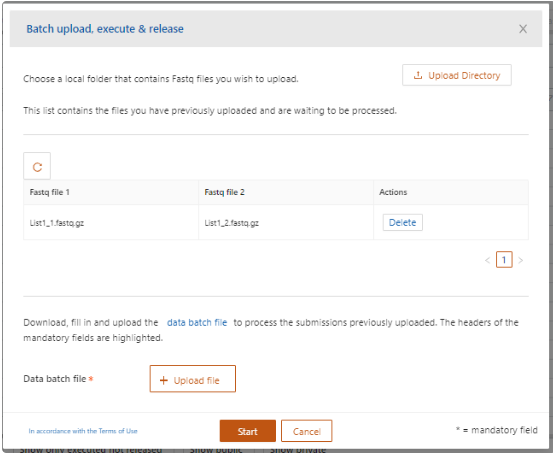 Batch upload, execute & release
X
Choose a local folder that contains Fastq files you wish to upload.
Upload Directory
This list contains the files you have previously uploaded and are waiting to be processed.
Fastq file 1 Fastq file 2 Actions
List1_1.fastq.gz List1_2.fastq.gz Delete
< 1 >
Download, fill in and upload the data batch file to process the submissions previously uploaded. The headers of the
mandatory fields are highlighted.
Data batch file * + Upload file
In accordance with the Terms of Use Start Cancel * = mandatory field
Show only executed not released Show public Show private